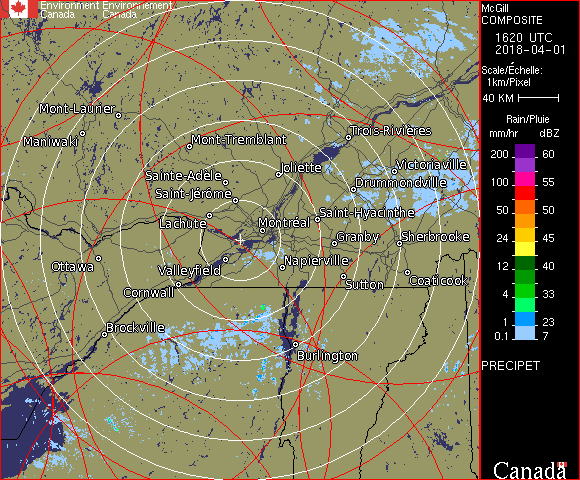 Environment Environnement
Canada Canada
Mont-Laurier
Maniwaki
Mont-Tremblant
Trois-Rivières
Sainte-Adèle
Joliette
Victoriaville
Drummondville
Saint-Jérôme
Lachute
Montréal
Saint-Hyacinthe
Granby
Sherbrooke
Ottawa
Valleyfield
Napierville
Cornwall
Sutton
Coaticook
Brockville
Burlington
McGill
COMPOSITE
1620 UTC
2018-04-01
Scale/Échelle:
1km/Pixel
40 KM
Rain/Pluie
mm/hr dBZ
200 60
150 57
100 55
50 50
24 45
12 40
4 33
1 23
0.1 7
PRECIPET
Canada